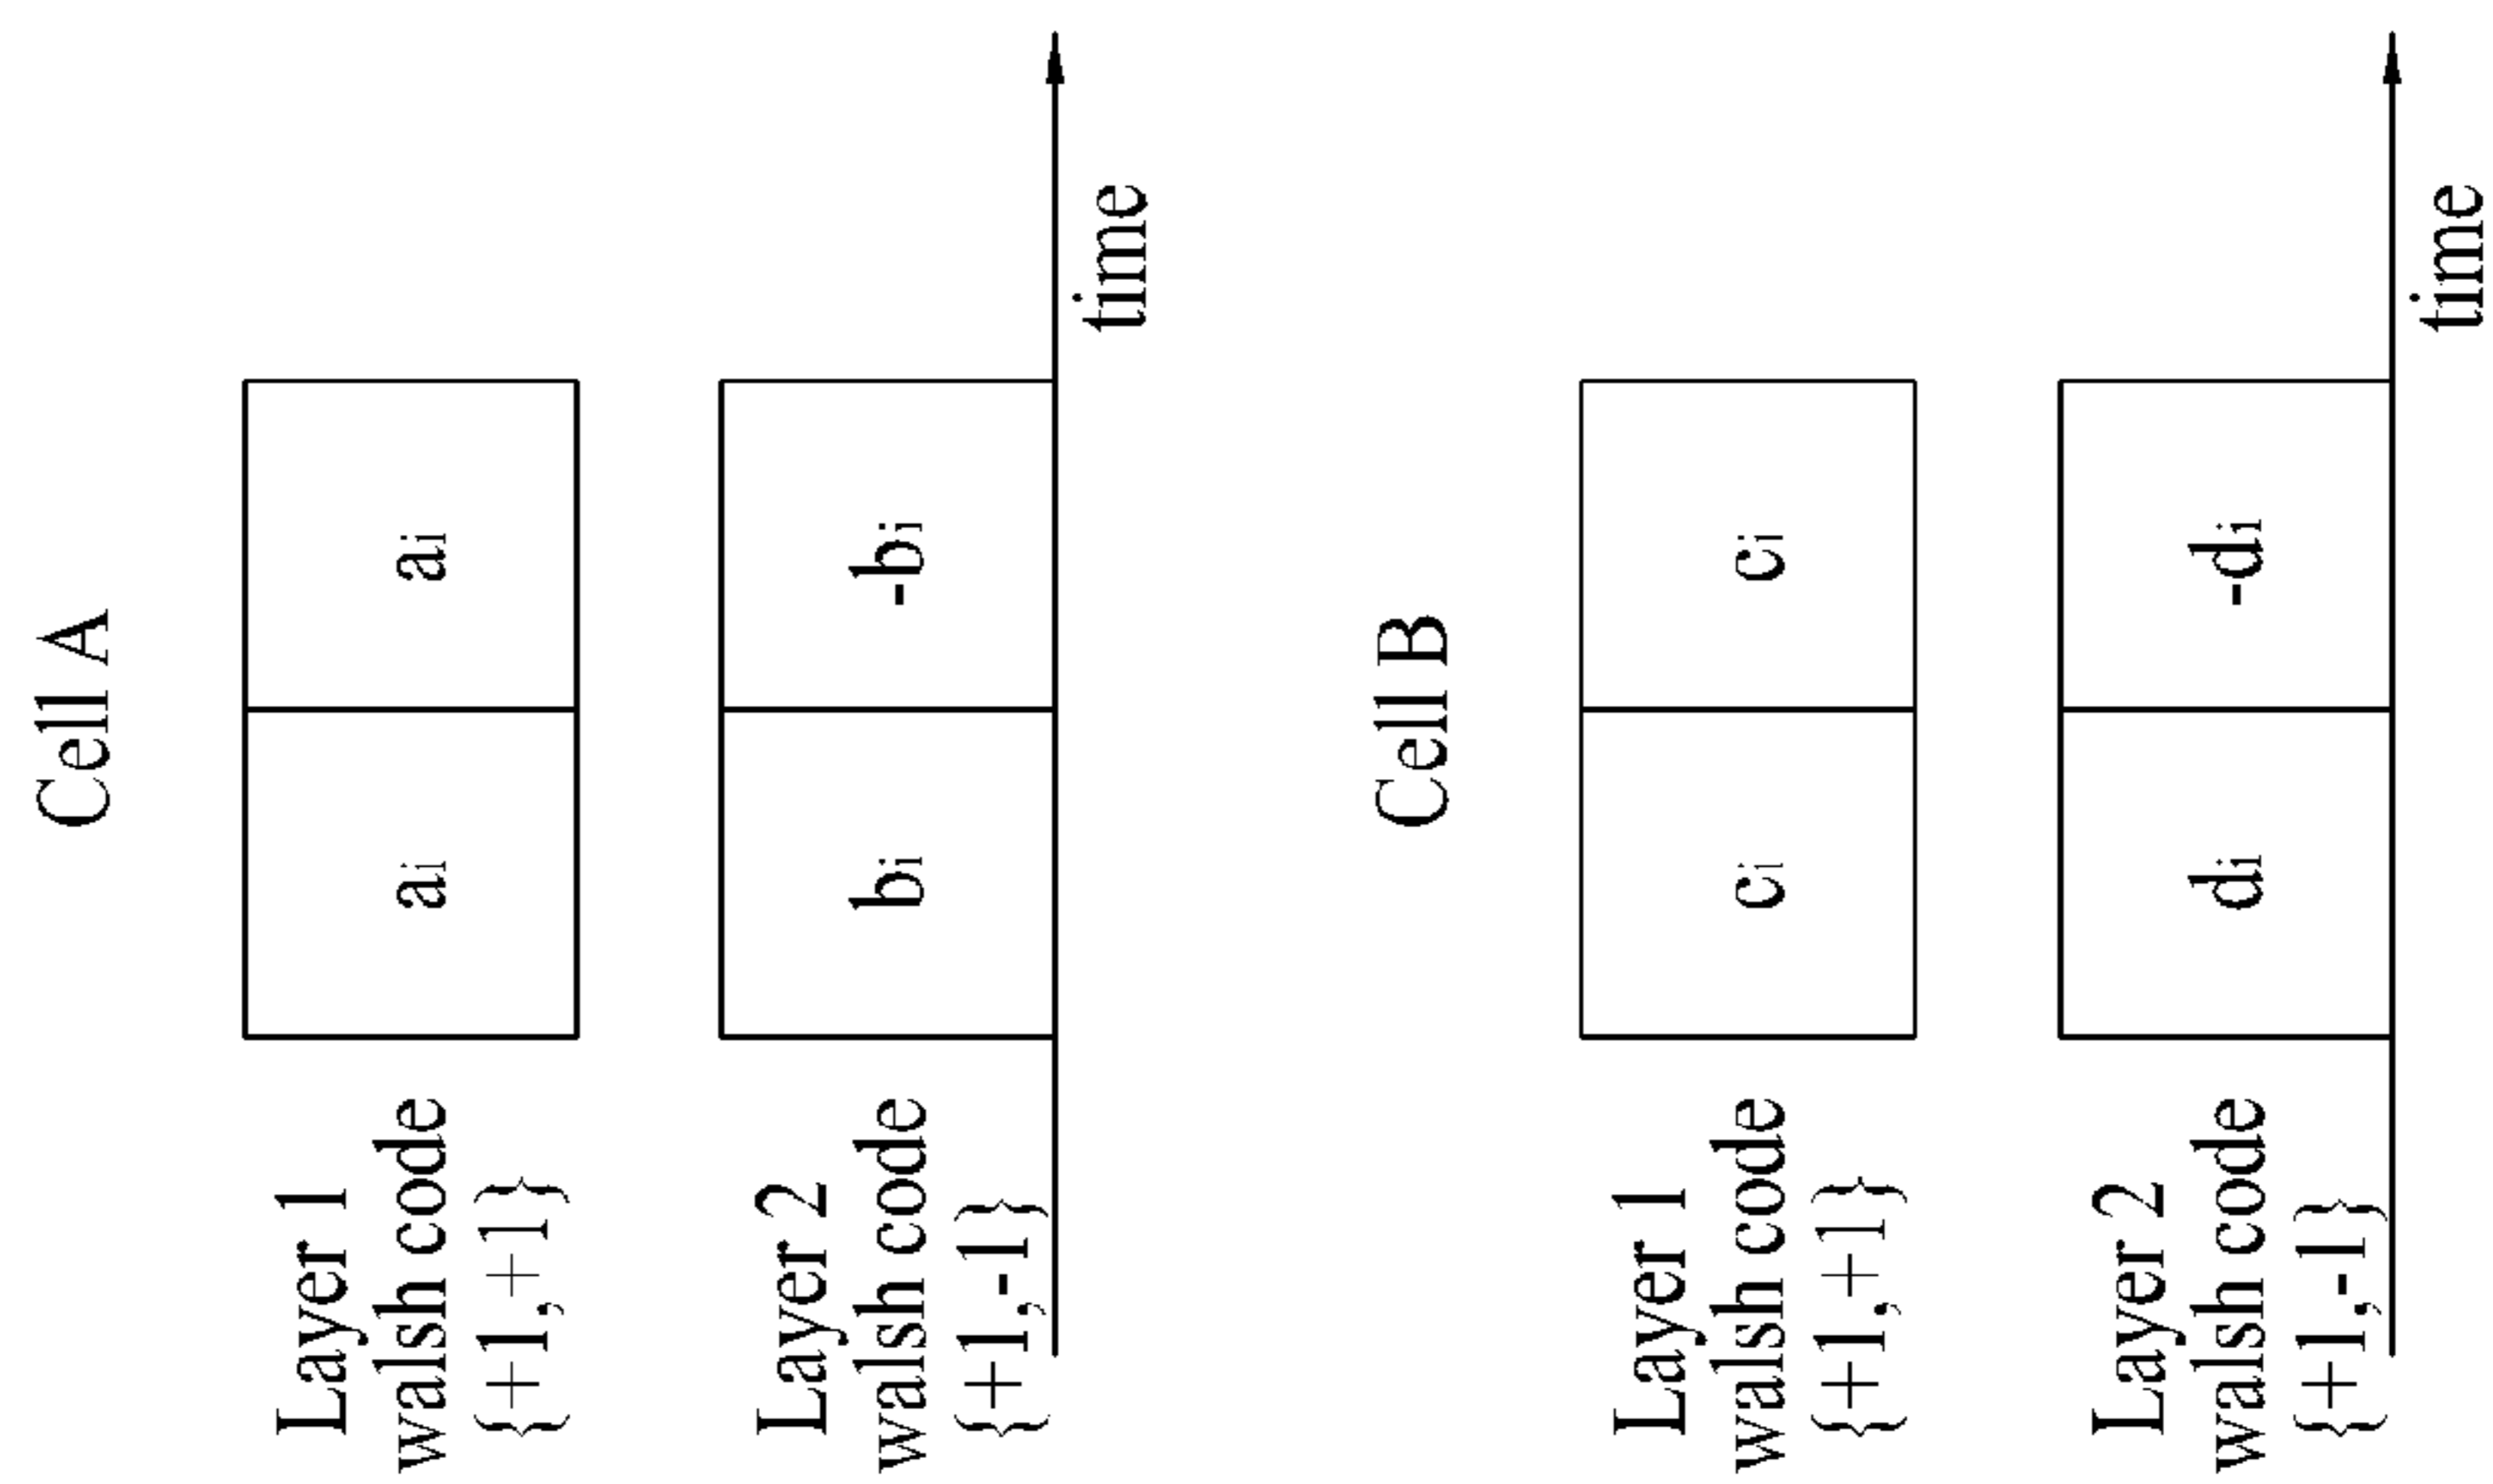 Cell A
Layer 1
walsh code
{+1,+1}
ai
ai
Layer 2
walsh code
{+1,-1}
bi
-bi
time
Cell B
Layer 1
walsh code
{+1,+1}
ci
ci
Layer 2
walsh code
{+1,-1}
di
-di
time